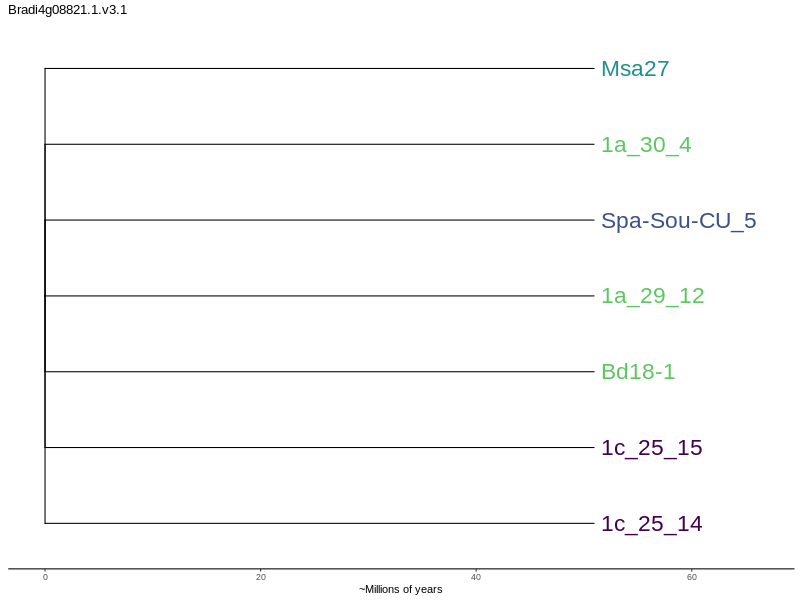 Bradi4g08821.1.v3.1
Msa27
1a_30_4
Spa-Sou-CU_5
1a_29_12
Bd18-1
1c_25_15
1c_25_14
0 20 40 60
~Millions of years